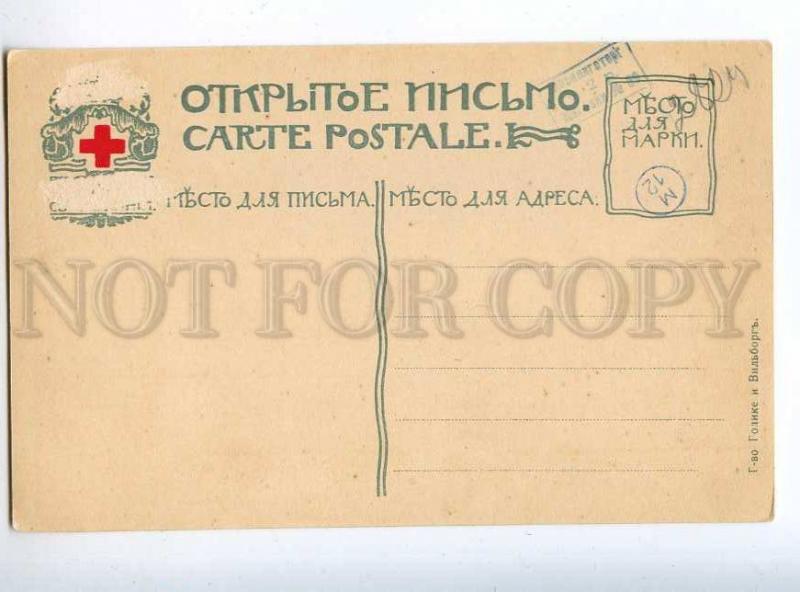 ОТКРЫТОЕ ПИСЬМО.
CARTE POSTALE.
МѢСТО ДЛЯ МАРКИ.
М 12
МѢСТО ДЛЯ ПИСЬМА.
МѢСТО ДЛЯ АДРЕСА.
NOT FOR COPY
Т-во Голике и Вильборгъ.